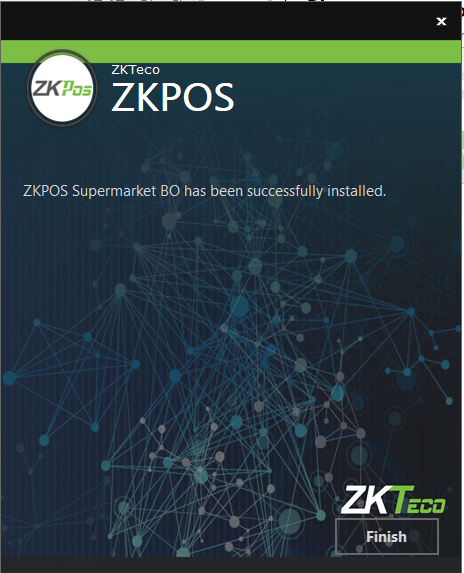 ZKPos
ZKTeco
ZKPOS
ZKPOS Supermarket BO has been successfully installed.
ZKTECO
Finish